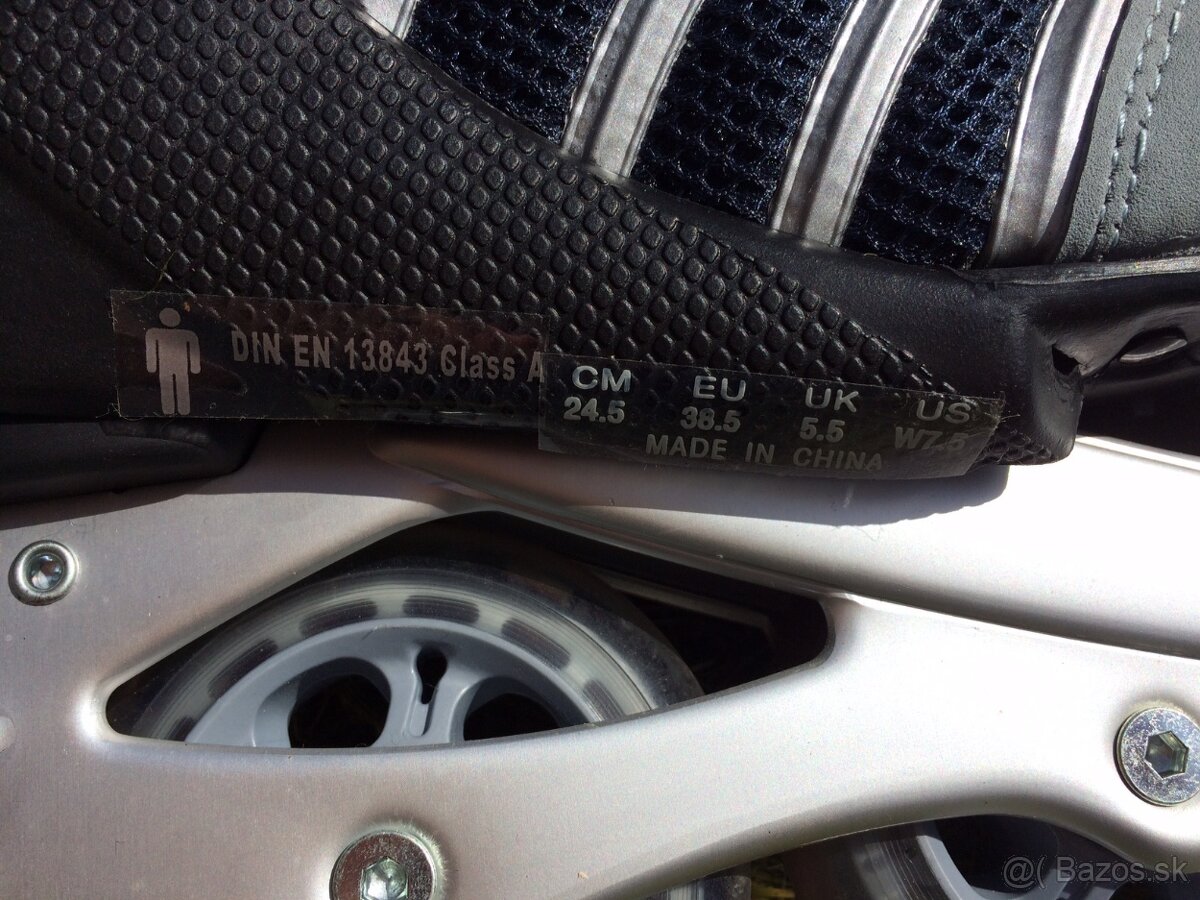 DIN EN 13843 Class A
CM EU UK US
24.5 38.5 5.5 W7.5
MADE IN CHINA
@( Bazos.sk